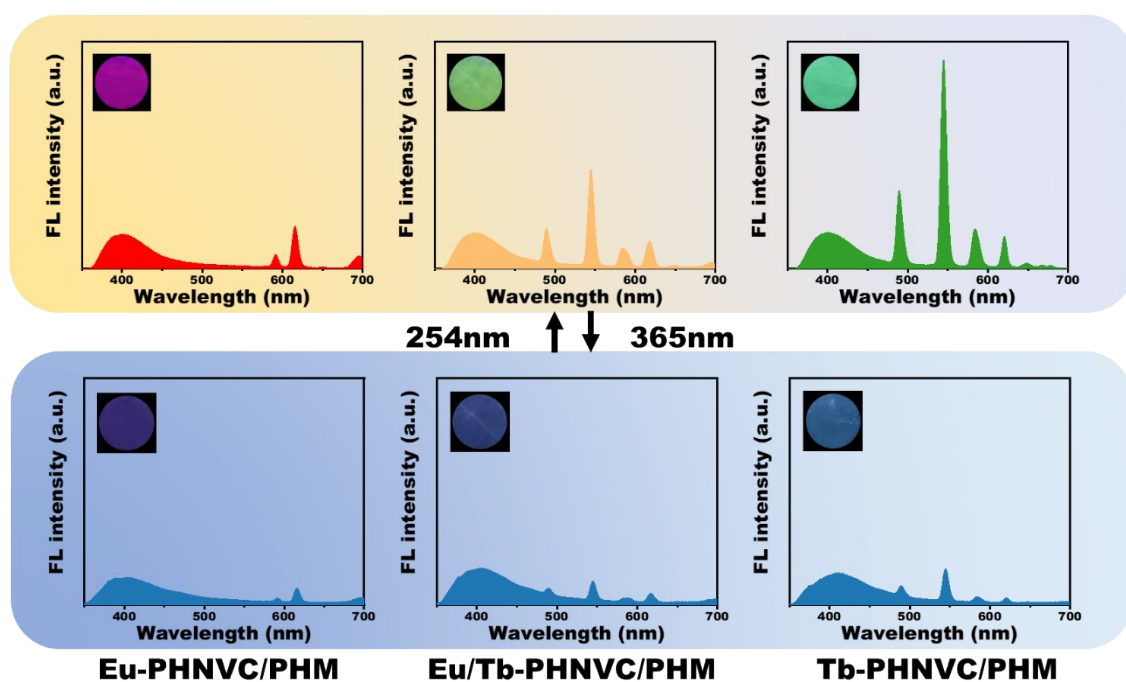 FL intensity (a.u.)
400 500 600 700
Wavelength (nm)
FL intensity (a.u.)
400 500 600 700
Wavelength (nm)
FL intensity (a.u.)
400 500 600 700
Wavelength (nm)
254nm 365nm
FL intensity (a.u.)
400 500 600 700
Wavelength (nm)
FL intensity (a.u.)
400 500 600 700
Wavelength (nm)
FL intensity (a.u.)
400 500 600 700
Wavelength (nm)
Eu-PHNVC/PHM Eu/Tb-PHNVC/PHM Tb-PHNVC/PHM